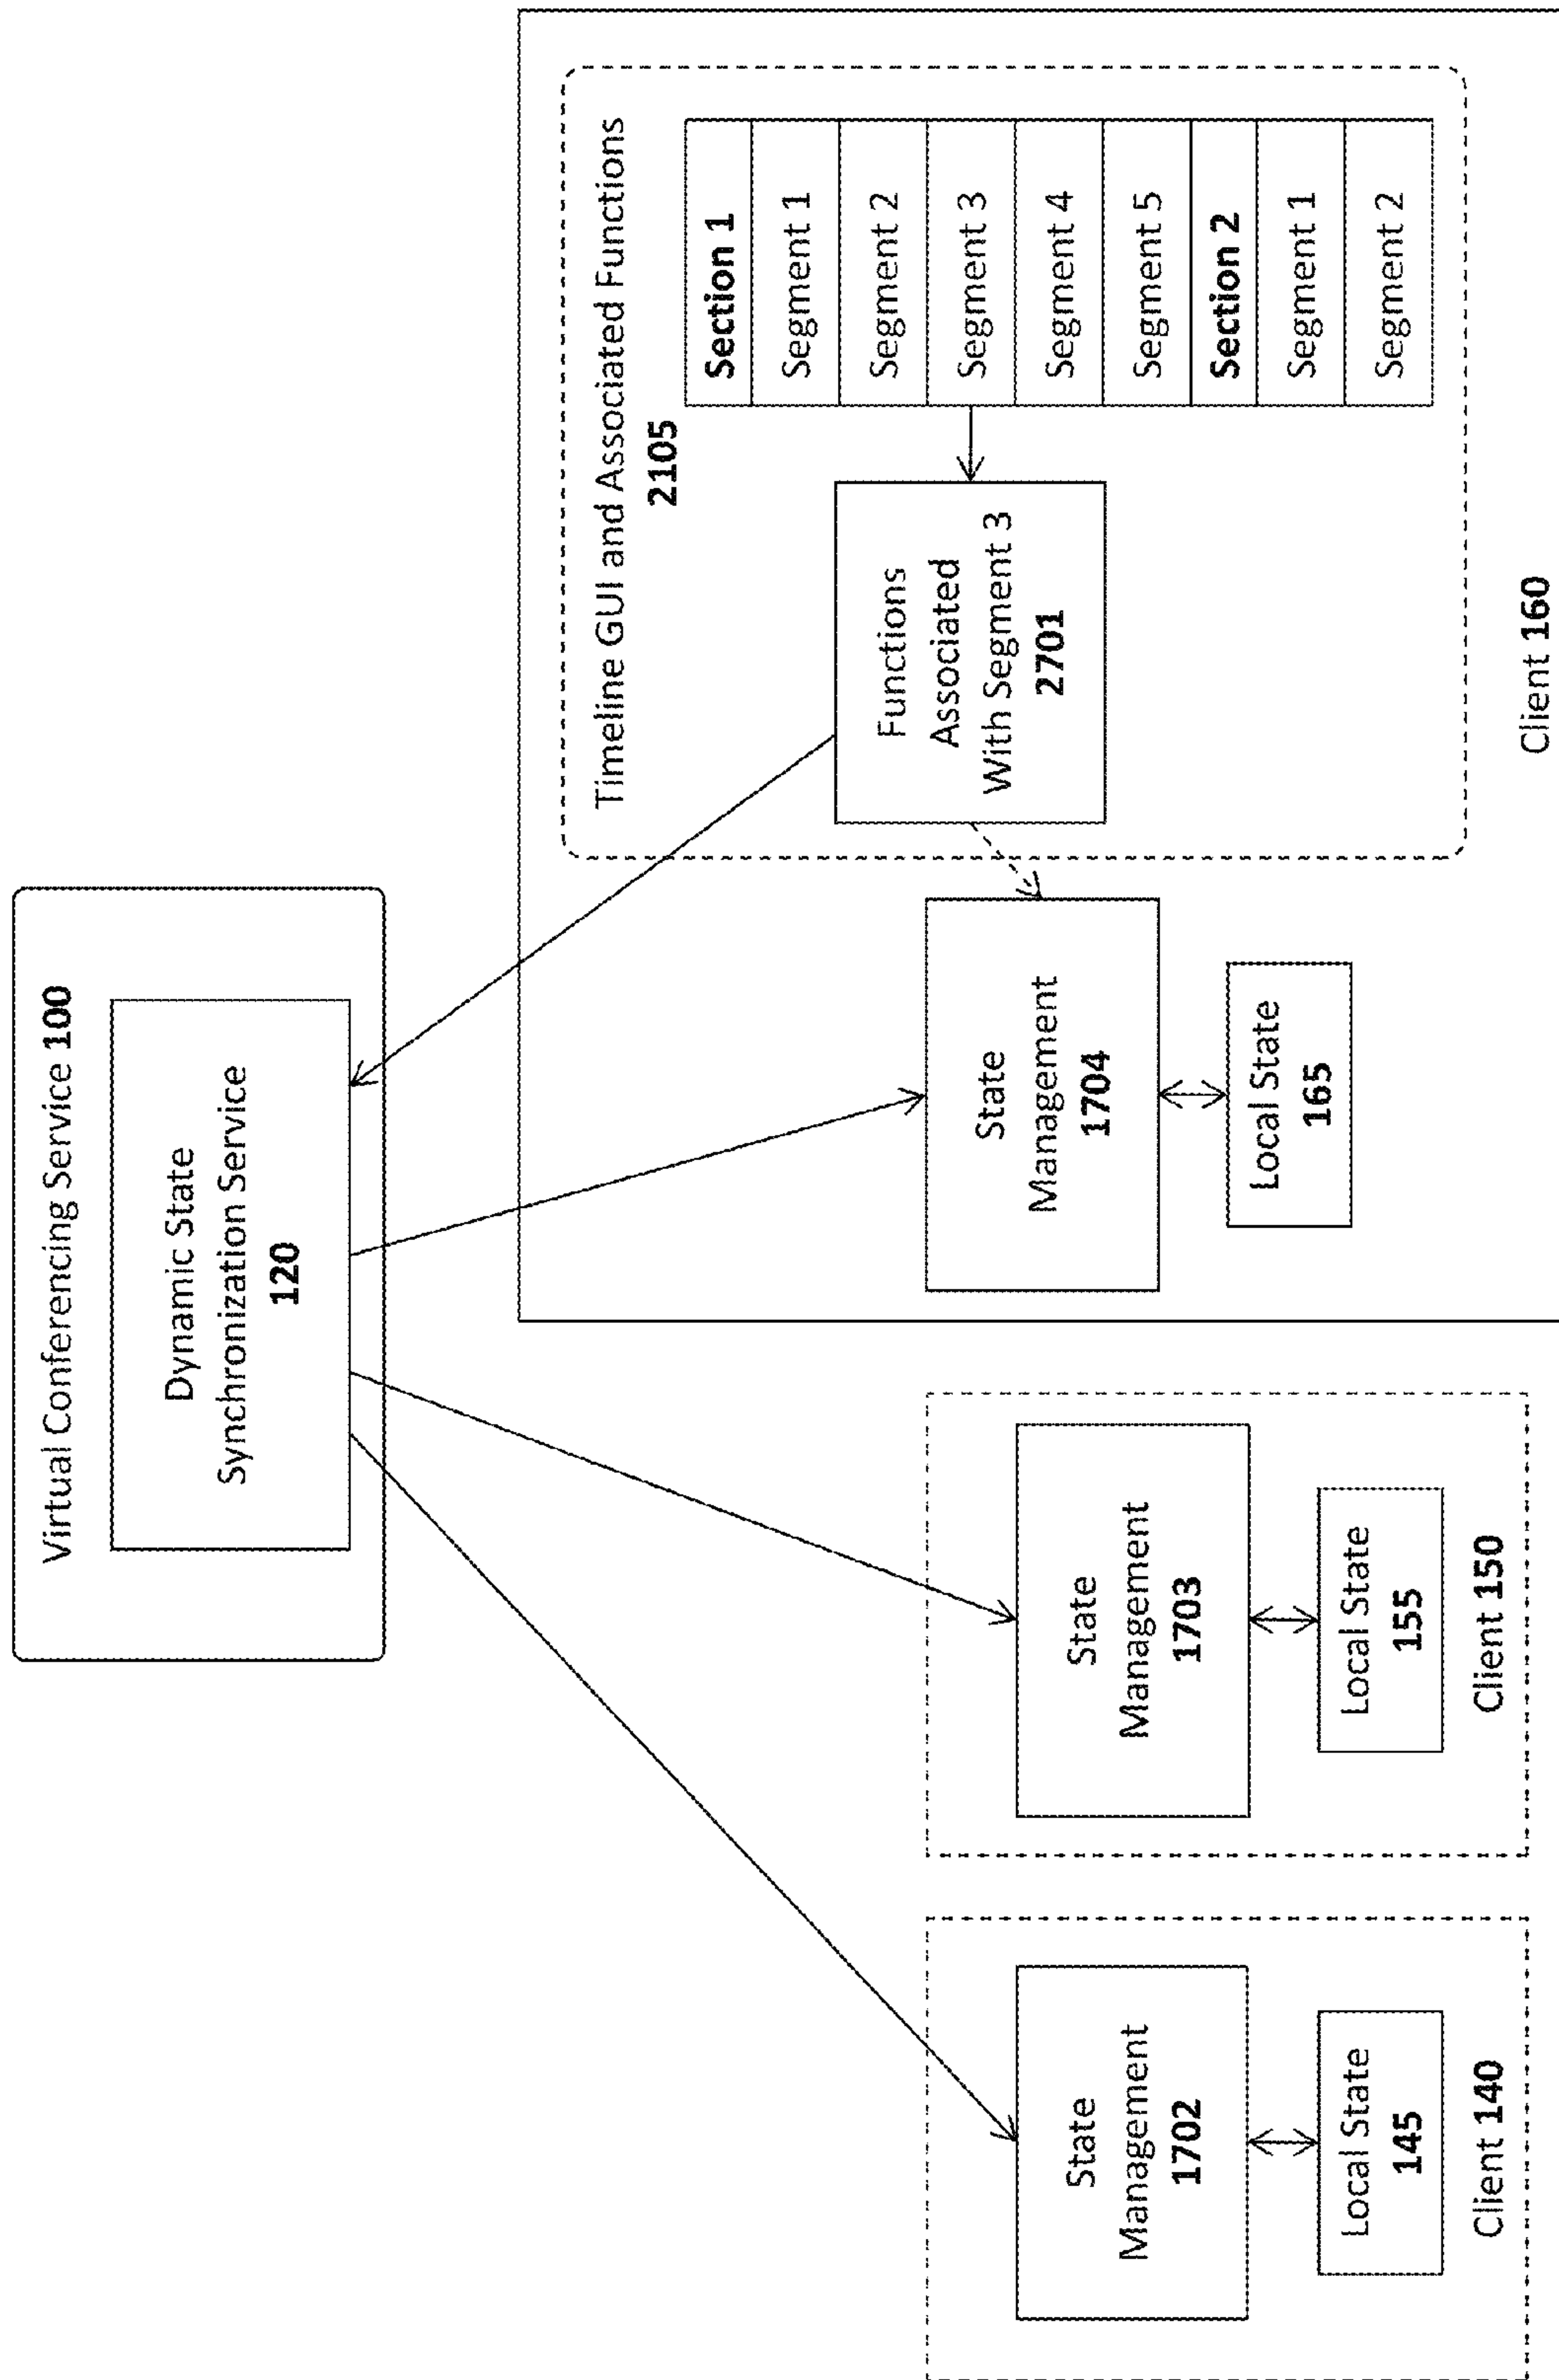 Virtual Conferencing Service 100
Dynamic State
Synchronization Service
120
State
Management
1702
Local State
145
Client 140
State
Management
1703
Local State
155
Client 150
State
Management
1704
Local State
165
Timeline GUI and Associated Functions
2105
Functions
Associated
With Segment 3
2701
Section 1
Segment 1
Segment 2
Segment 3
Segment 4
Segment 5
Section 2
Segment 1
Segment 2
Client 160